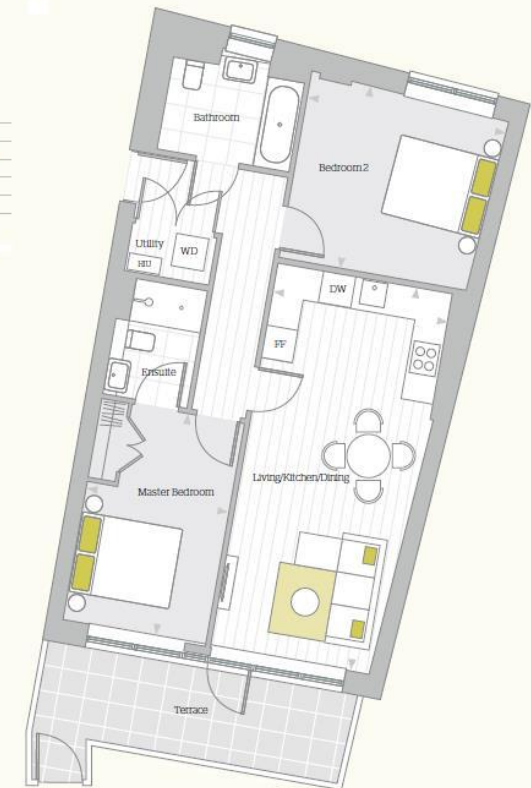 Bathroom
Bedroom 2
Utility
WD
HIU
DW
FF
Ensuite
Living/Kitchen/Dining
Master Bedroom
Terrace